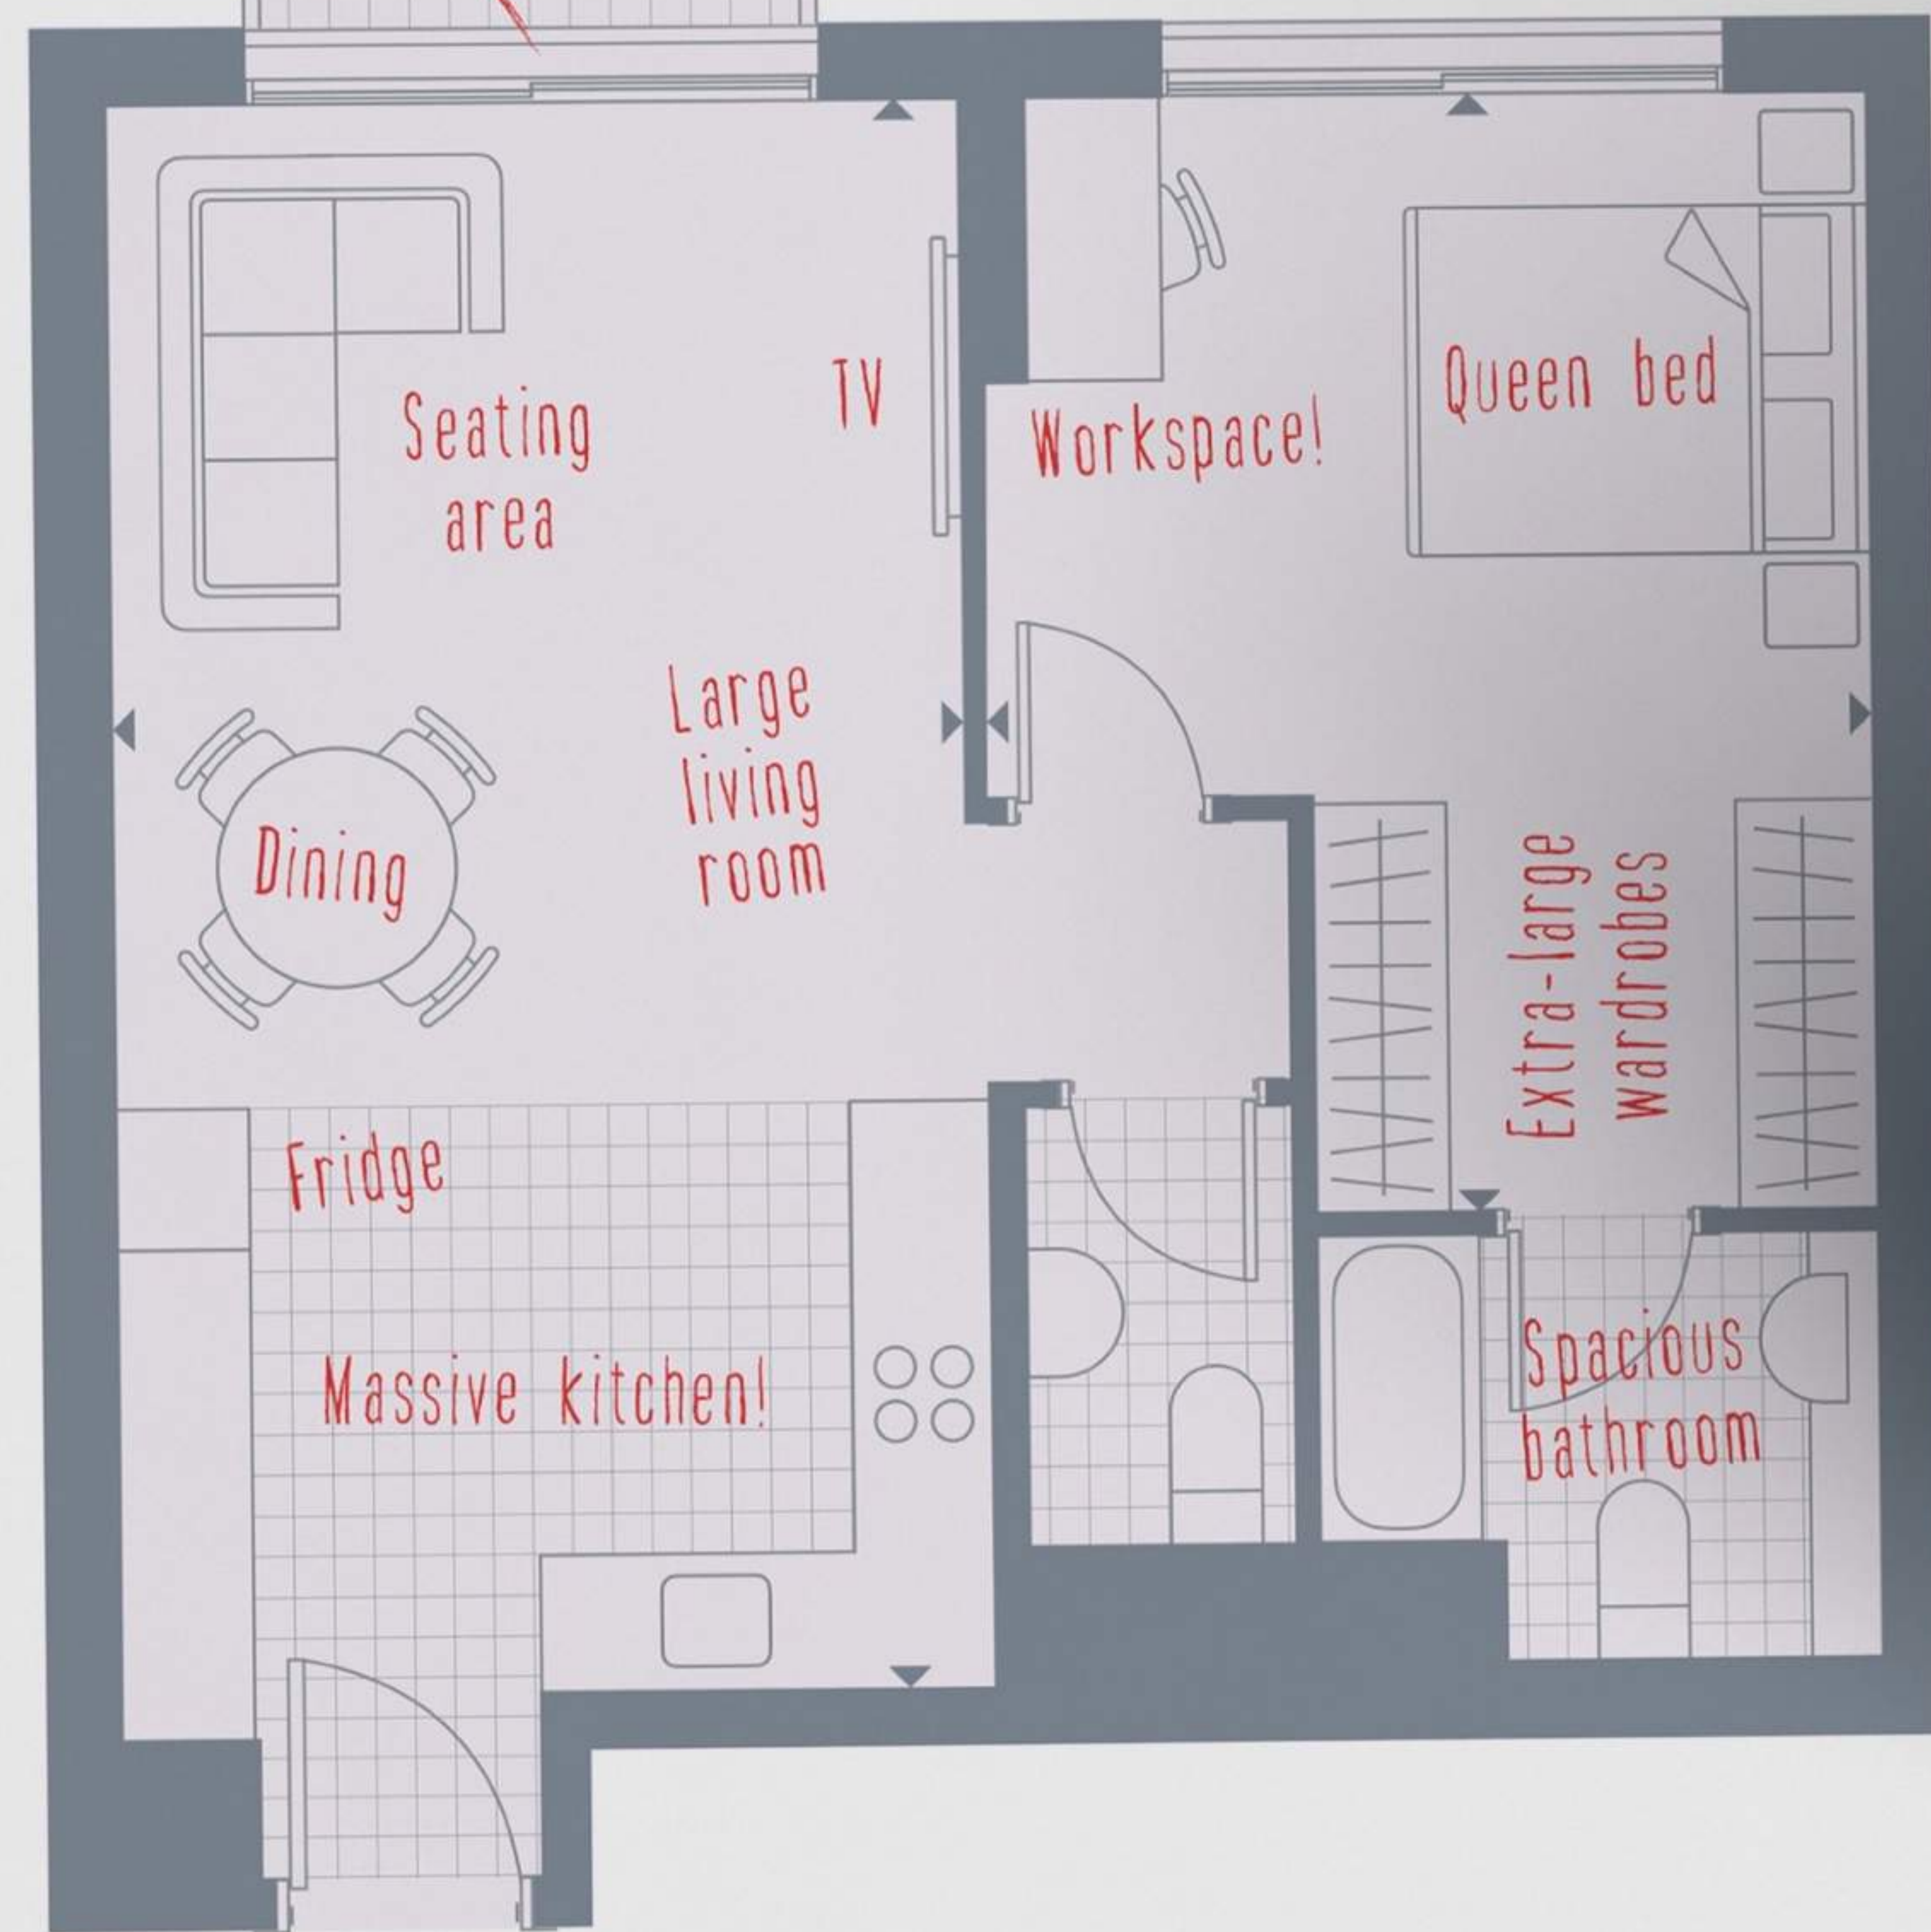 Seating
area
TV
Workspace!
Queen bed
Large
living
room
Dining
Extra-large
wardrobes
Fridge
Massive kitchen!
Spacious
bathroom